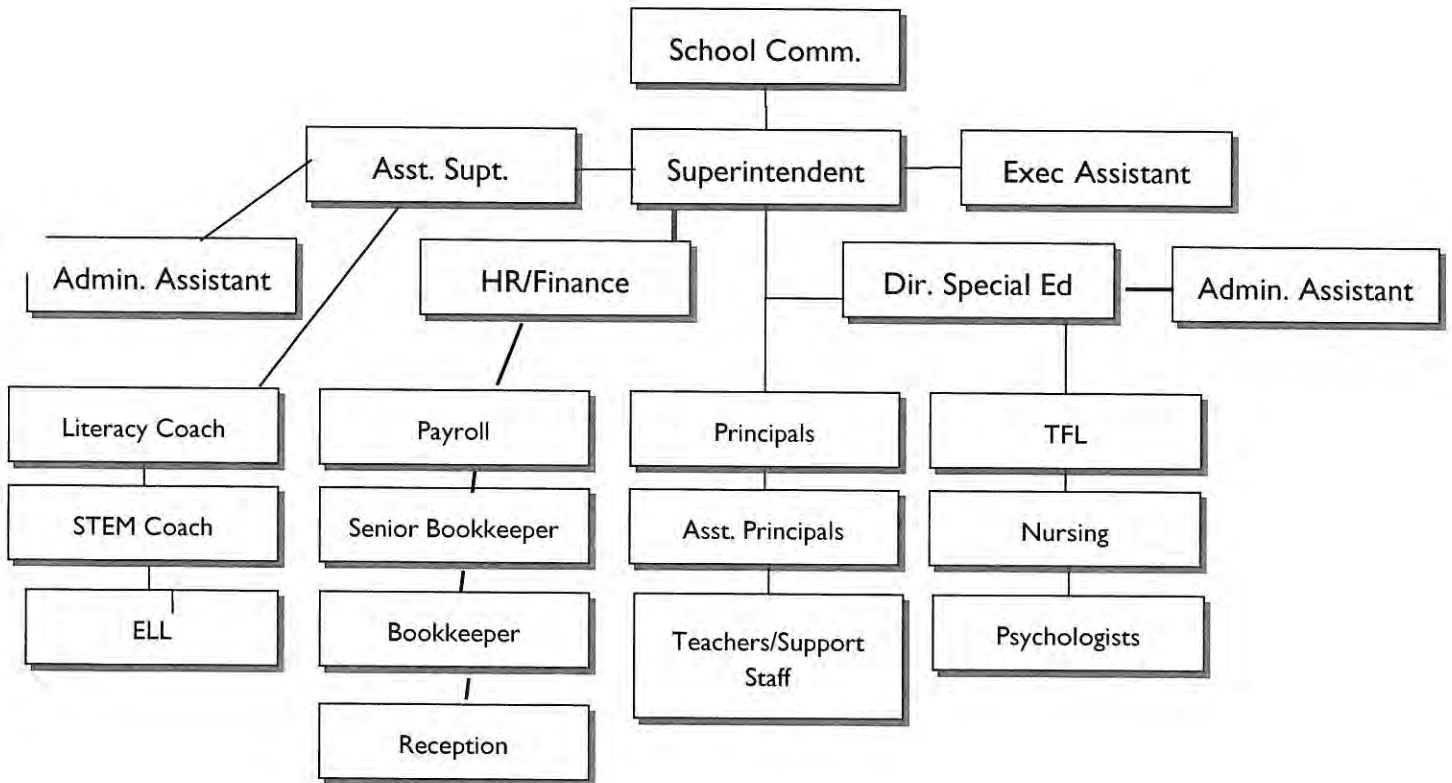 School Comm.
Asst. Supt.
Superintendent
Exec Assistant
Admin. Assistant
HR/Finance
Dir. Special Ed
Admin. Assistant
Literacy Coach
Payroll
Principals
TFL
STEM Coach
Senior Bookkeeper
Asst. Principals
Nursing
ELL
Bookkeeper
Teachers/Support
Staff
Psychologists
Reception